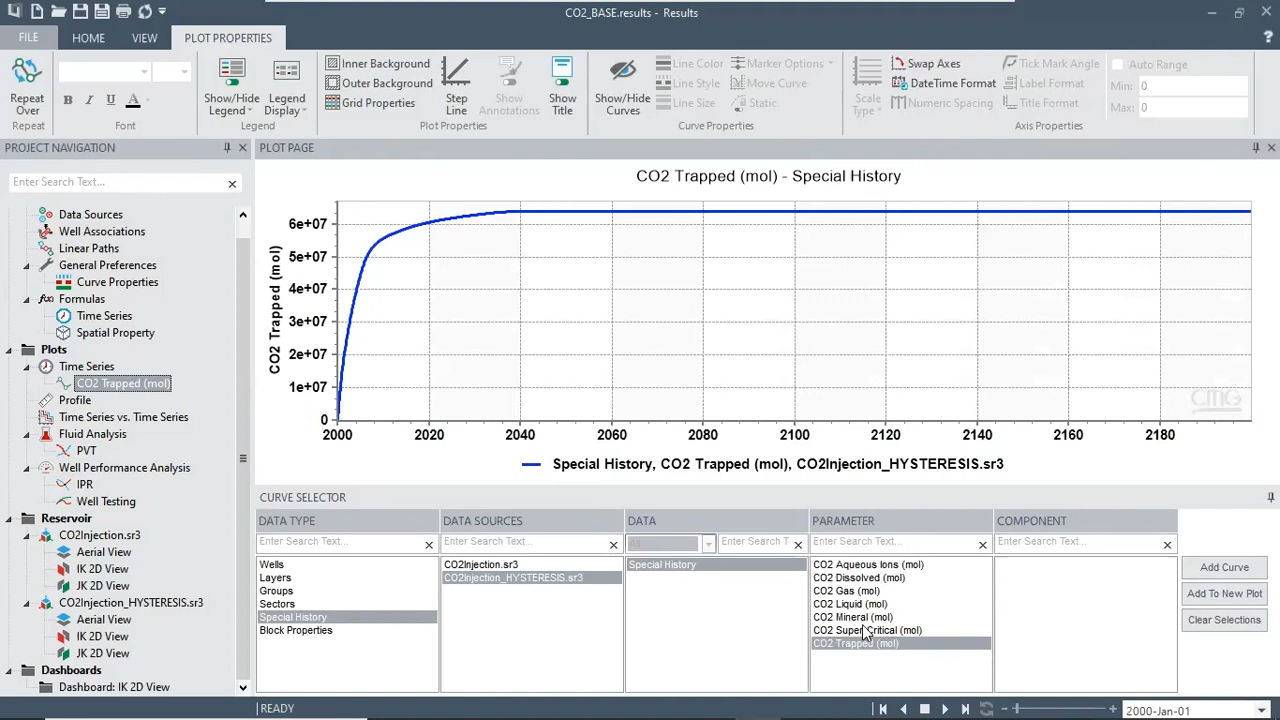 CO2_BASE.results - Results
FILE HOME VIEW PLOT PROPERTIES
Repeat Over
Repeat
B I U A
Font
Show/Hide Legend
Legend Display
Legend
Inner Background
Outer Background
Grid Properties
Step Line
Show Annotations
Show Title
Plot Properties
Show/Hide Curves
Line Color
Line Style
Line Size
Marker Options
Move Curve
Static.
Curve Properties
Scale Type
Swap Axes
DateTime Format
Numeric Spacing
Tick Mark Angle
Label Format
Title Format
Auto Range
Min: 0
Max: 0
Axis Properties
PROJECT NAVIGATION
Enter Search Text...
Data Sources
Well Associations
Linear Paths
General Preferences
Curve Properties
f(x) Formulas
Time Series
Spatial Property
Plots
Time Series
CO2 Trapped (mol)
Profile
Time Series vs. Time Series
Fluid Analysis
PVT
Well Performance Analysis
IPR
Well Testing
Reservoir
CO2Injection.sr3
Aerial View
IK 2D View
JK 2D View
CO2Injection_HYSTERESIS.sr3
Aerial View
IK 2D View
JK 2D View
Dashboards
Dashboard: IK 2D View
PLOT PAGE
CO2 Trapped (mol) - Special History
CO2 Trapped (mol)
6e+07
5e+07
4e+07
3e+07
2e+07
1e+07
0
2000 2020 2040 2060 2080 2100 2120 2140 2160 2180
CMG
Special History, CO2 Trapped (mol), CO2Injection_HYSTERESIS.sr3
CURVE SELECTOR
DATA TYPE DATA SOURCES DATA PARAMETER COMPONENT
Enter Search Text... Enter Search Text... All Enter Search T Enter Search Text... Enter Search Text...
Wells
Layers
Groups
Sectors
Special History
Block Properties
CO2Injection.sr3
CO2Injection_HYSTERESIS.sr3
Special History
CO2 Aqueous Ions (mol)
CO2 Dissolved (mol)
CO2 Gas (mol)
CO2 Liquid (mol)
CO2 Mineral (mol)
CO2 Super Critical (mol)
CO2 Trapped (mol)
Add Curve
Add To New Plot
Clear Selections
READY
2000-Jan-01